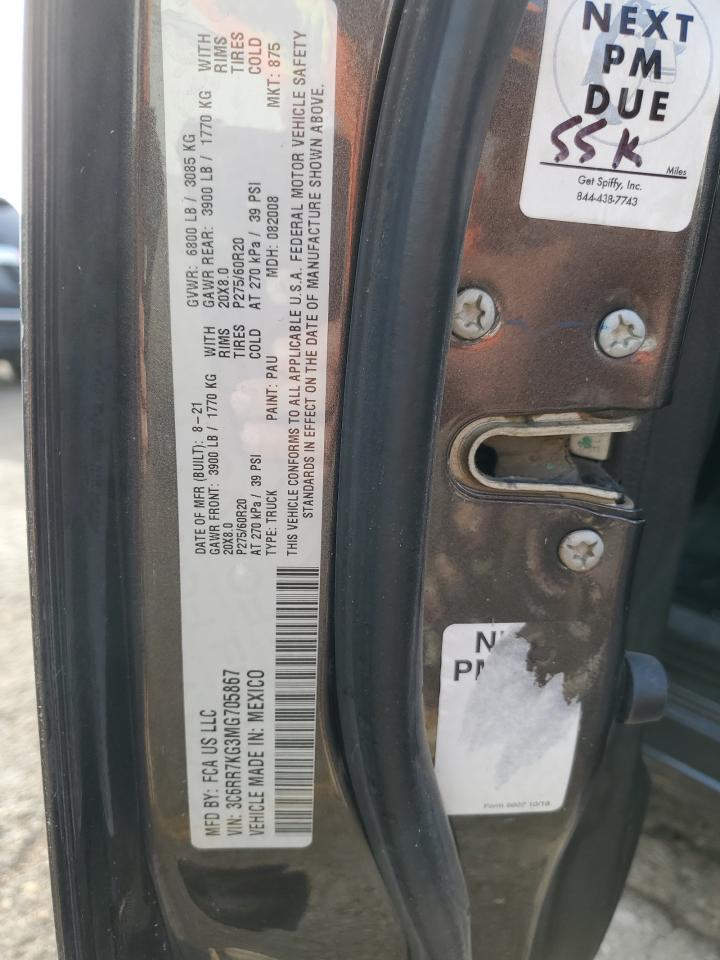 MFD BY: FCA US LLC
VIN: 3C6RR7KG3MG705867
VEHICLE MADE IN: MEXICO
DATE OF MFR (BUILT): 8-21
GVWR: 6800 LB / 3085 KG
GAWR FRONT: 3900 LB / 1770 KG WITH
GAWR REAR: 3900 LB / 1770 KG WITH
20X8.0 RIMS
20X8.0 RIMS
P275/60R20 TIRES
P275/60R20 TIRES
AT 270 kPa / 39 PSI COLD
AT 270 kPa / 39 PSI COLD
TYPE: TRUCK PAINT: PAU MDH: 082008 MKT: 875
THIS VEHICLE CONFORMS TO ALL APPLICABLE U.S.A. FEDERAL MOTOR VEHICLE SAFETY
STANDARDS IN EFFECT ON THE DATE OF MANUFACTURE SHOWN ABOVE.
NEXT
PM
DUE
55K
Miles
Get Spiffy, Inc.
844-438-7743
PM
Form 0002 10/18